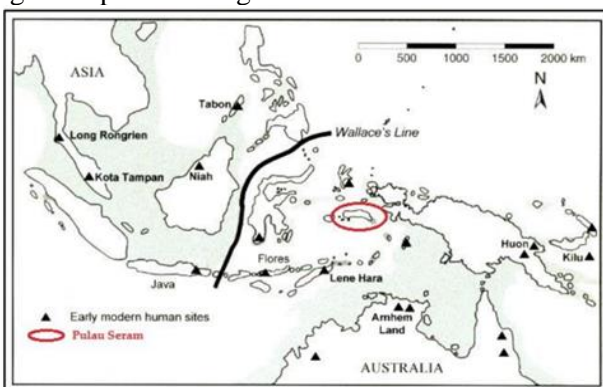 0 500 1000 1500 2000 km
N
ASIA
Tabon
Wallace's Line
Long Rongrien
Kota Tampan
Niah
Huon
Kilu
Flores
Java
Lene Hara
Early modern human sites
Arnhem
Land
Pulau Seram
AUSTRALIA